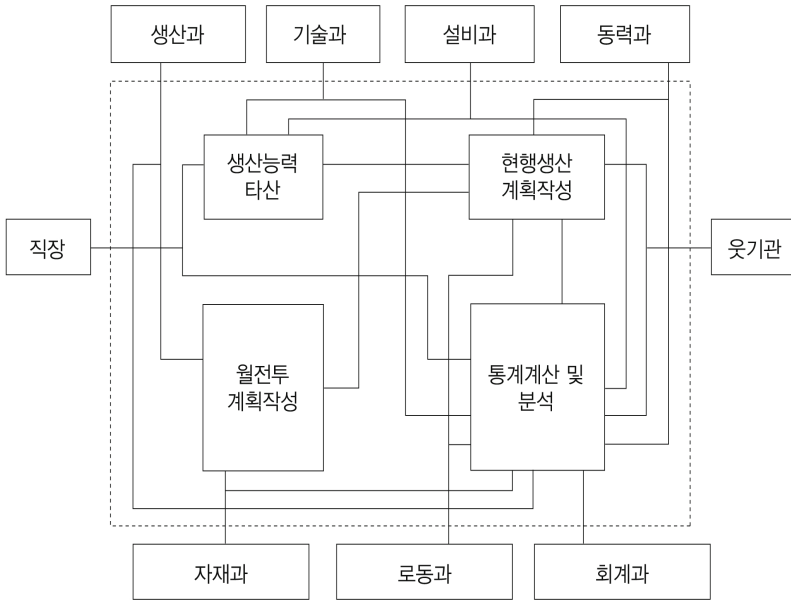 생산과
기술과
설비과
동력과
생산능력
타산
현행생산
계획작성
직장
웃기관
월전투
계획작성
통계계산 및
분석
자재과
로동과
회계과